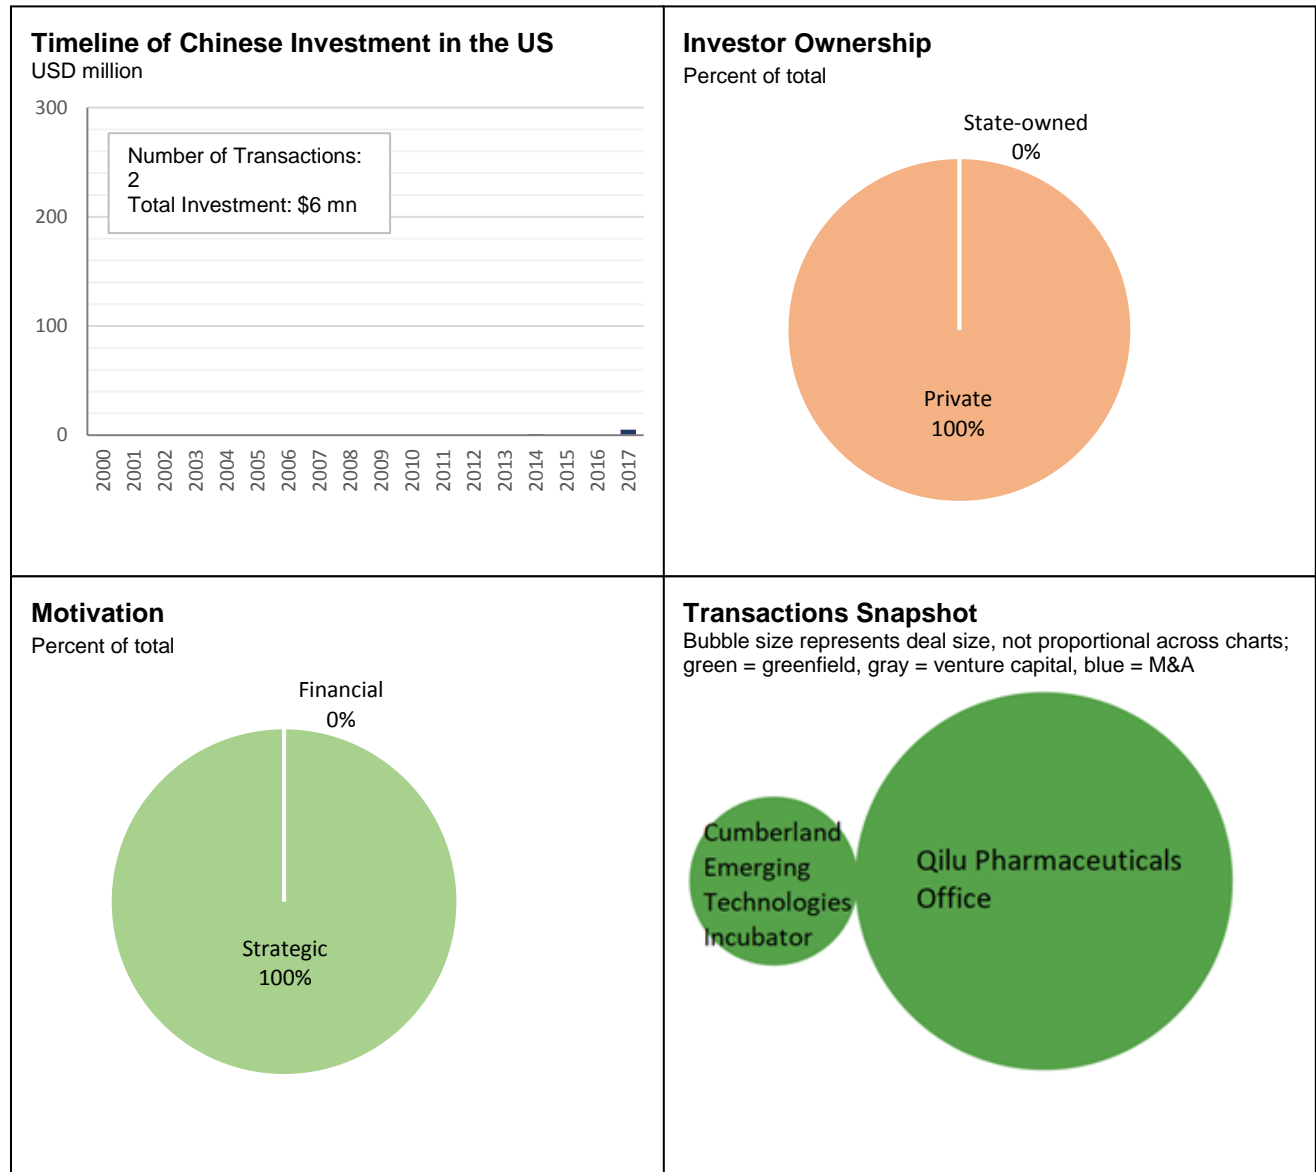 Timeline of Chinese Investment in the US
USD million
300
200
100
0
Number of Transactions:
2
Total Investment: $6 mn
2000
2001
2002
2003
2004
2005
2006
2007
2008
2009
2010
2011
2012
2013
2014
2015
2016
2017
Investor Ownership
Percent of total
State-owned
0%
Private
100%
Motivation
Percent of total
Financial
0%
Strategic
100%
Transactions Snapshot
Bubble size represents deal size, not proportional across charts;
green = greenfield, gray = venture capital, blue = M&A
Cumberland
Emerging
Technologies
Incubator
Qilu Pharmaceuticals
Office